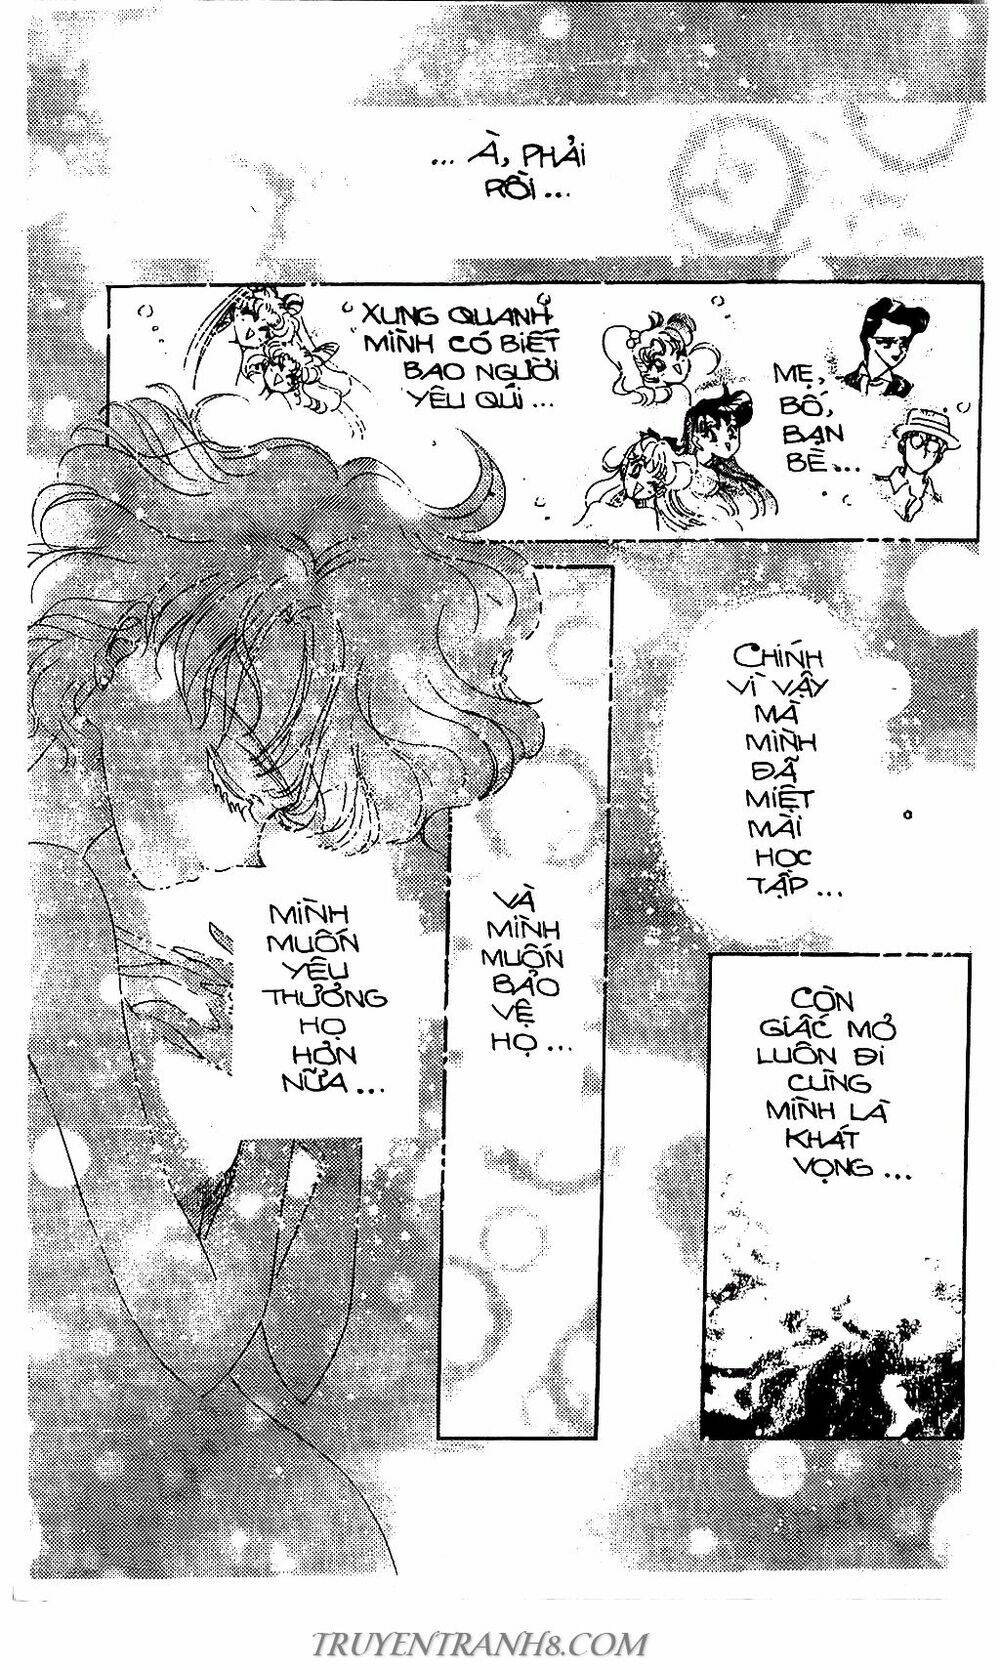 ... À, PHẢI
RỒI ...
XUNG QUANH
MÌNH CÓ BIẾT
BAO NGƯỜI
YÊU QÚI ...
MẸ,
BỐ,
BẠN
BÈ ...
CHÍNH
VÌ VẬY
MÀ
MÌNH
ĐÃ
MIỆT
MÀI
HỌC
TẬP ...
CÒN
GIẤC MƠ
LUÔN ĐI
CÙNG
MÌNH LÀ
KHÁT
VỌNG ...
VÀ
MÌNH
MUỐN
BẢO
VỆ
HỌ ...
MÌNH
MUỐN
YÊU
THƯƠNG
HỌ
HƠN
NỮA ...
TRUYENTRANH8.COM